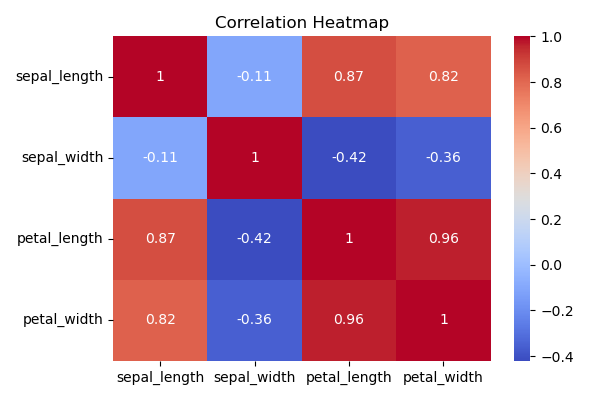 Correlation Heatmap
sepal_length 1 -0.11 0.87 0.82
sepal_width -0.11 1 -0.42 -0.36
petal_length 0.87 -0.42 1 0.96
petal_width 0.82 -0.36 0.96 1
sepal_length sepal_width petal_length petal_width
1.0
0.8
0.6
0.4
0.2
0.0
−0.2
−0.4